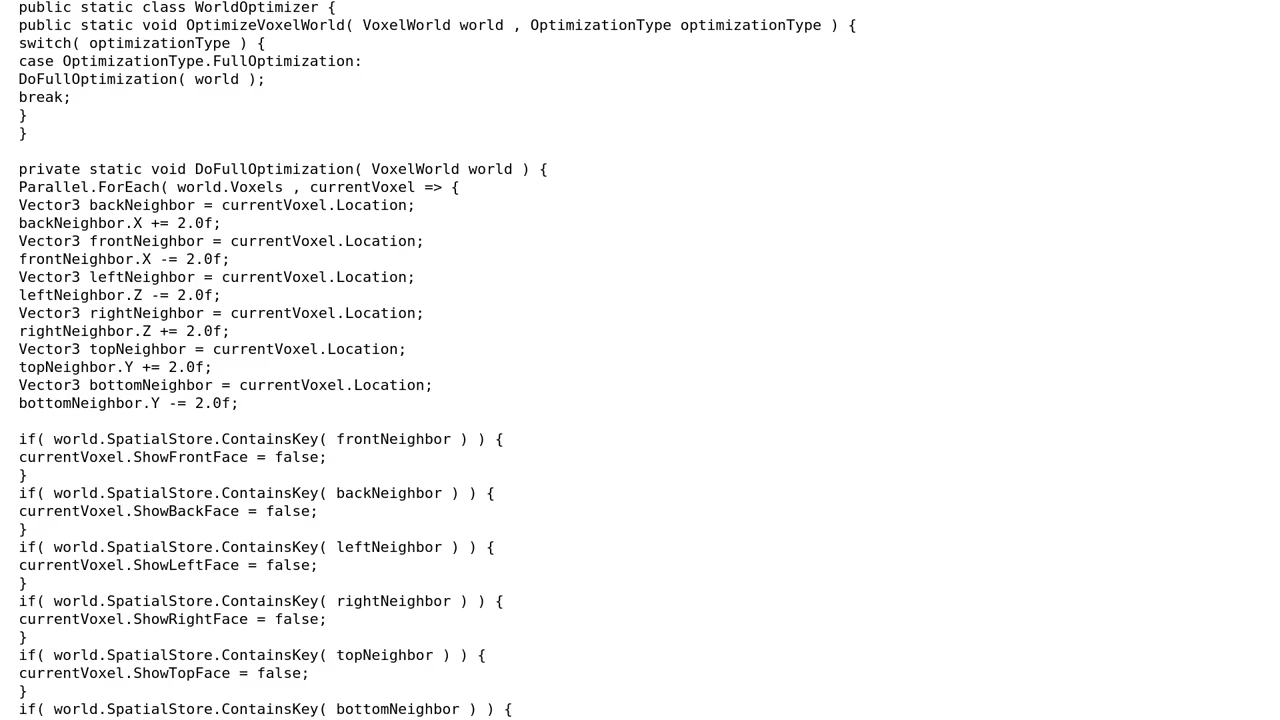 public static class WorldOptimizer {
public static void OptimizeVoxelWorld( VoxelWorld world , OptimizationType optimizationType ) {
switch( optimizationType ) {
case OptimizationType.FullOptimization:
DoFullOptimization( world );
break;
}
}

private static void DoFullOptimization( VoxelWorld world ) {
Parallel.ForEach( world.Voxels , currentVoxel => {
Vector3 backNeighbor = currentVoxel.Location;
backNeighbor.X += 2.0f;
Vector3 frontNeighbor = currentVoxel.Location;
frontNeighbor.X -= 2.0f;
Vector3 leftNeighbor = currentVoxel.Location;
leftNeighbor.Z -= 2.0f;
Vector3 rightNeighbor = currentVoxel.Location;
rightNeighbor.Z += 2.0f;
Vector3 topNeighbor = currentVoxel.Location;
topNeighbor.Y += 2.0f;
Vector3 bottomNeighbor = currentVoxel.Location;
bottomNeighbor.Y -= 2.0f;

if( world.SpatialStore.ContainsKey( frontNeighbor ) ) {
currentVoxel.ShowFrontFace = false;
}
if( world.SpatialStore.ContainsKey( backNeighbor ) ) {
currentVoxel.ShowBackFace = false;
}
if( world.SpatialStore.ContainsKey( leftNeighbor ) ) {
currentVoxel.ShowLeftFace = false;
}
if( world.SpatialStore.ContainsKey( rightNeighbor ) ) {
currentVoxel.ShowRightFace = false;
}
if( world.SpatialStore.ContainsKey( topNeighbor ) ) {
currentVoxel.ShowTopFace = false;
}
if( world.SpatialStore.ContainsKey( bottomNeighbor ) ) {